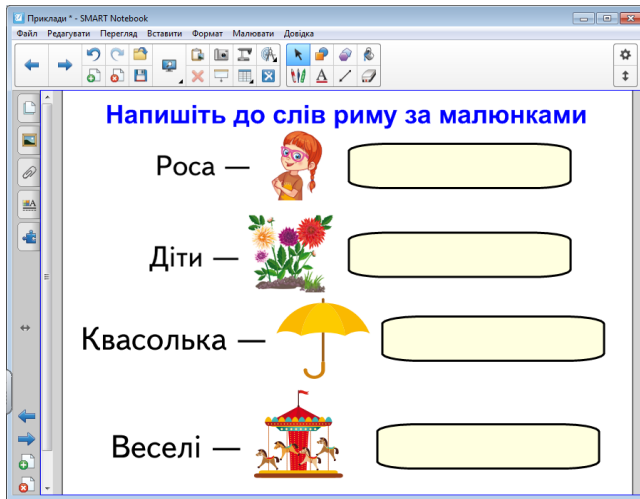 Приклади * - SMART Notebook
Файл Редагувати Перегляд Вставити Формат Малювати Довідка
Напишіть до слів риму за малюнками
Роса —
Діти —
Квасолька —
Веселі —